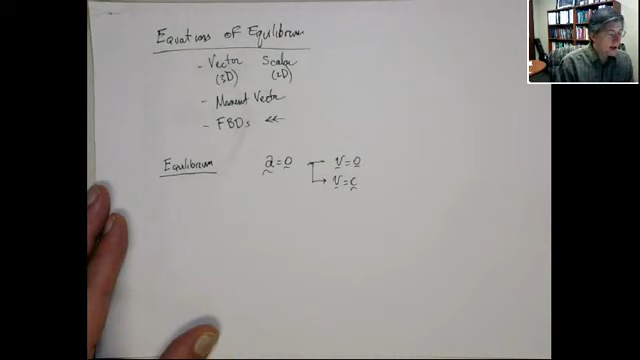 Equations of Equilibrium
- Vector Scalar
(3D) (2D)
- Moment Vector
- FBDs <<
Equilibrium a = 0 v = 0
v = c